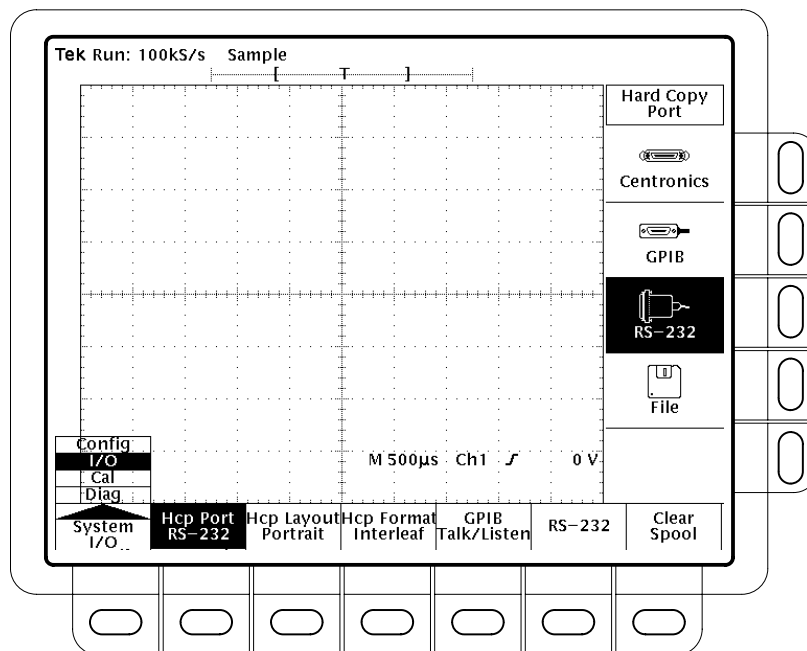 Tek Run: 100kS/s Sample
[ T ]
Hard Copy
Port
Centronics
GPIB
RS-232
File
M 500µs Ch1 0 V
Config
I/O
Cal
Diag
System
I/O
Hcp Port
RS-232
Hcp Layout
Portrait
Hcp Format
Interleaf
GPIB
Talk/Listen
RS-232
Clear
Spool